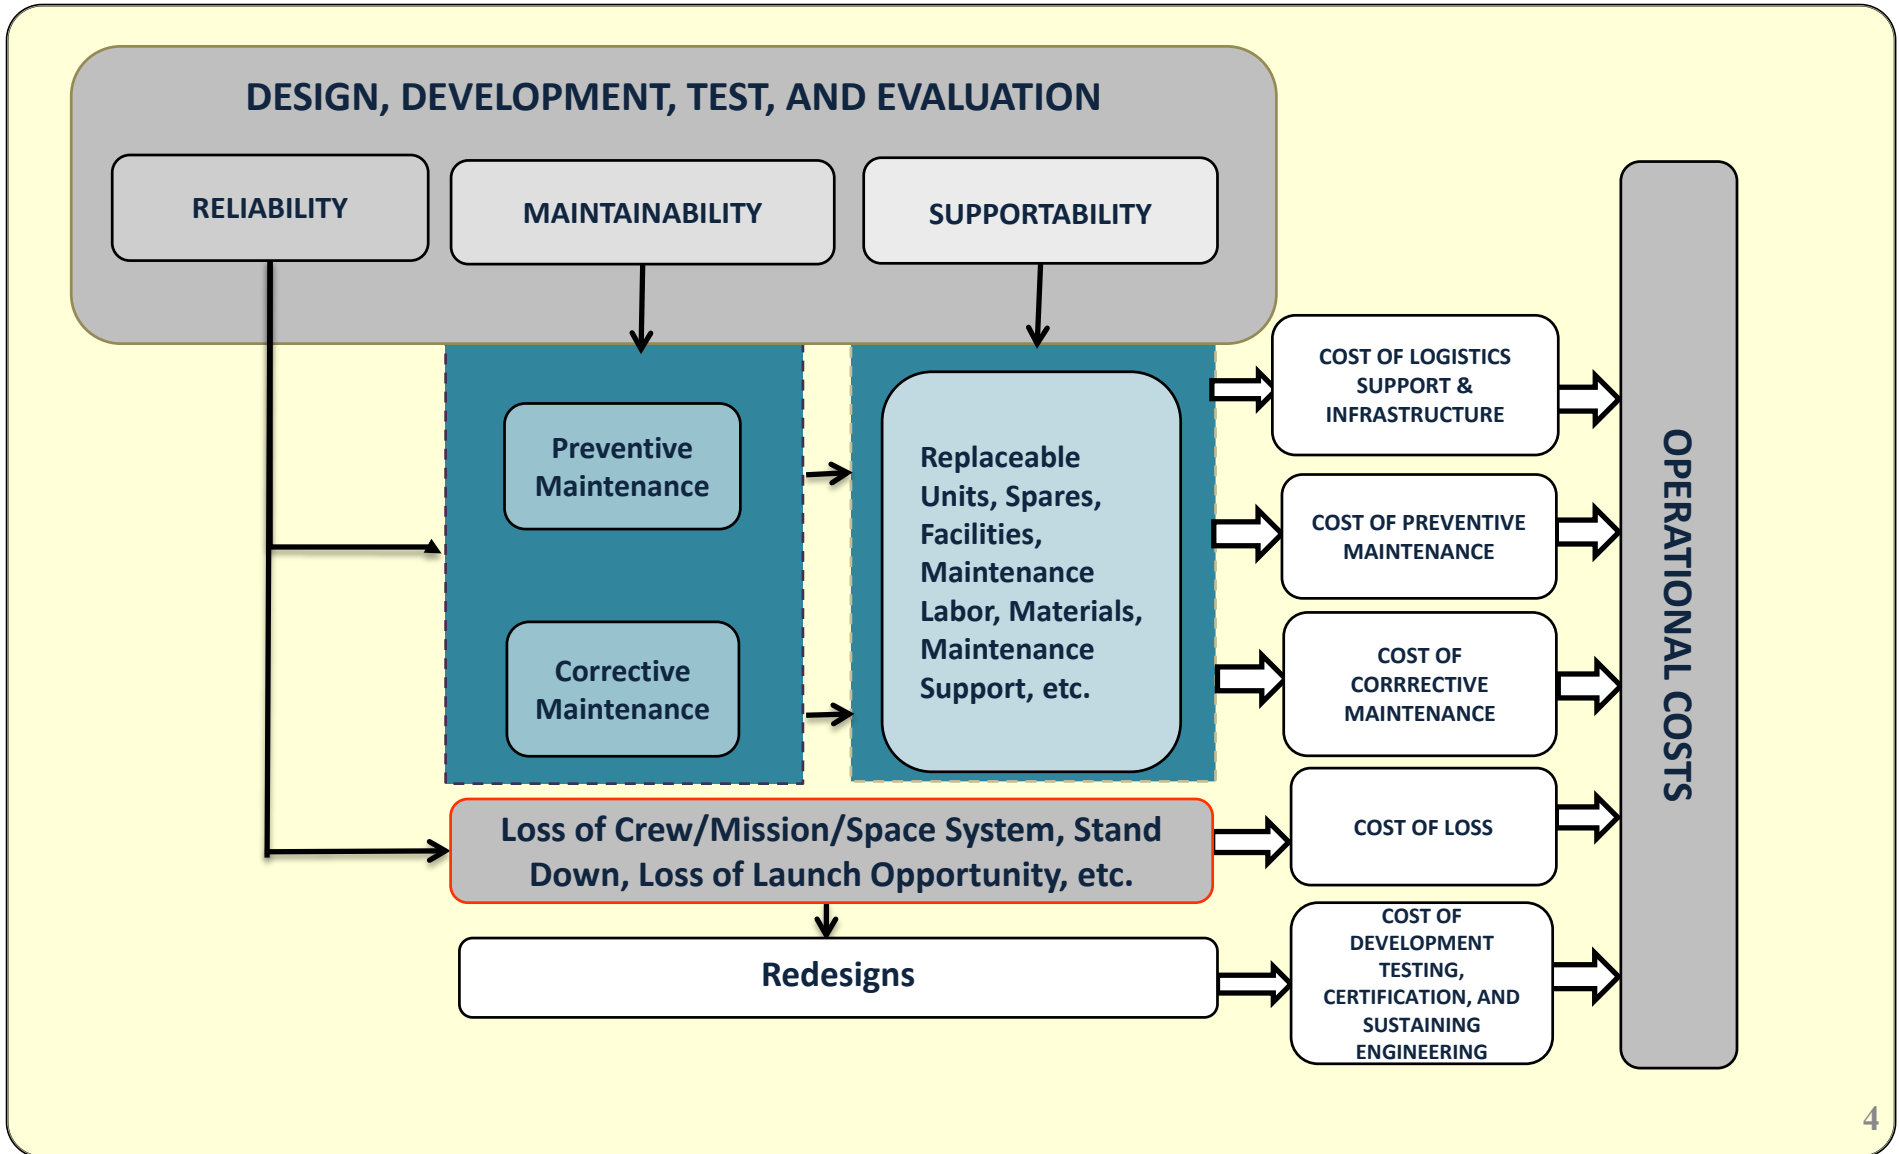 DESIGN, DEVELOPMENT, TEST, AND EVALUATION
RELIABILITY
MAINTAINABILITY
SUPPORTABILITY
Preventive
Maintenance
Corrective
Maintenance
Replaceable
Units, Spares,
Facilities,
Maintenance
Labor, Materials,
Maintenance
Support, etc.
Loss of Crew/Mission/Space System, Stand
Down, Loss of Launch Opportunity, etc.
Redesigns
COST OF LOGISTICS
SUPPORT &
INFRASTRUCTURE
COST OF PREVENTIVE
MAINTENANCE
COST OF
CORRRECTIVE
MAINTENANCE
COST OF LOSS
COST OF
DEVELOPMENT
TESTING,
CERTIFICATION, AND
SUSTAINING
ENGINEERING
OPERATIONAL COSTS
4